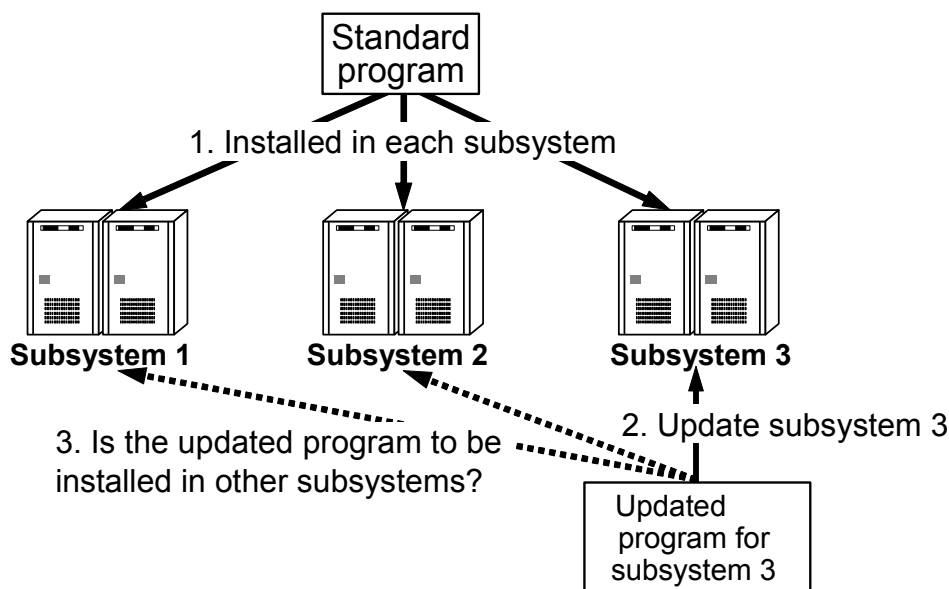 Standard
program
1. Installed in each subsystem
Subsystem 1
Subsystem 2
Subsystem 3
2. Update subsystem 3
3. Is the updated program to be
installed in other subsystems?
Updated
program for
subsystem 3